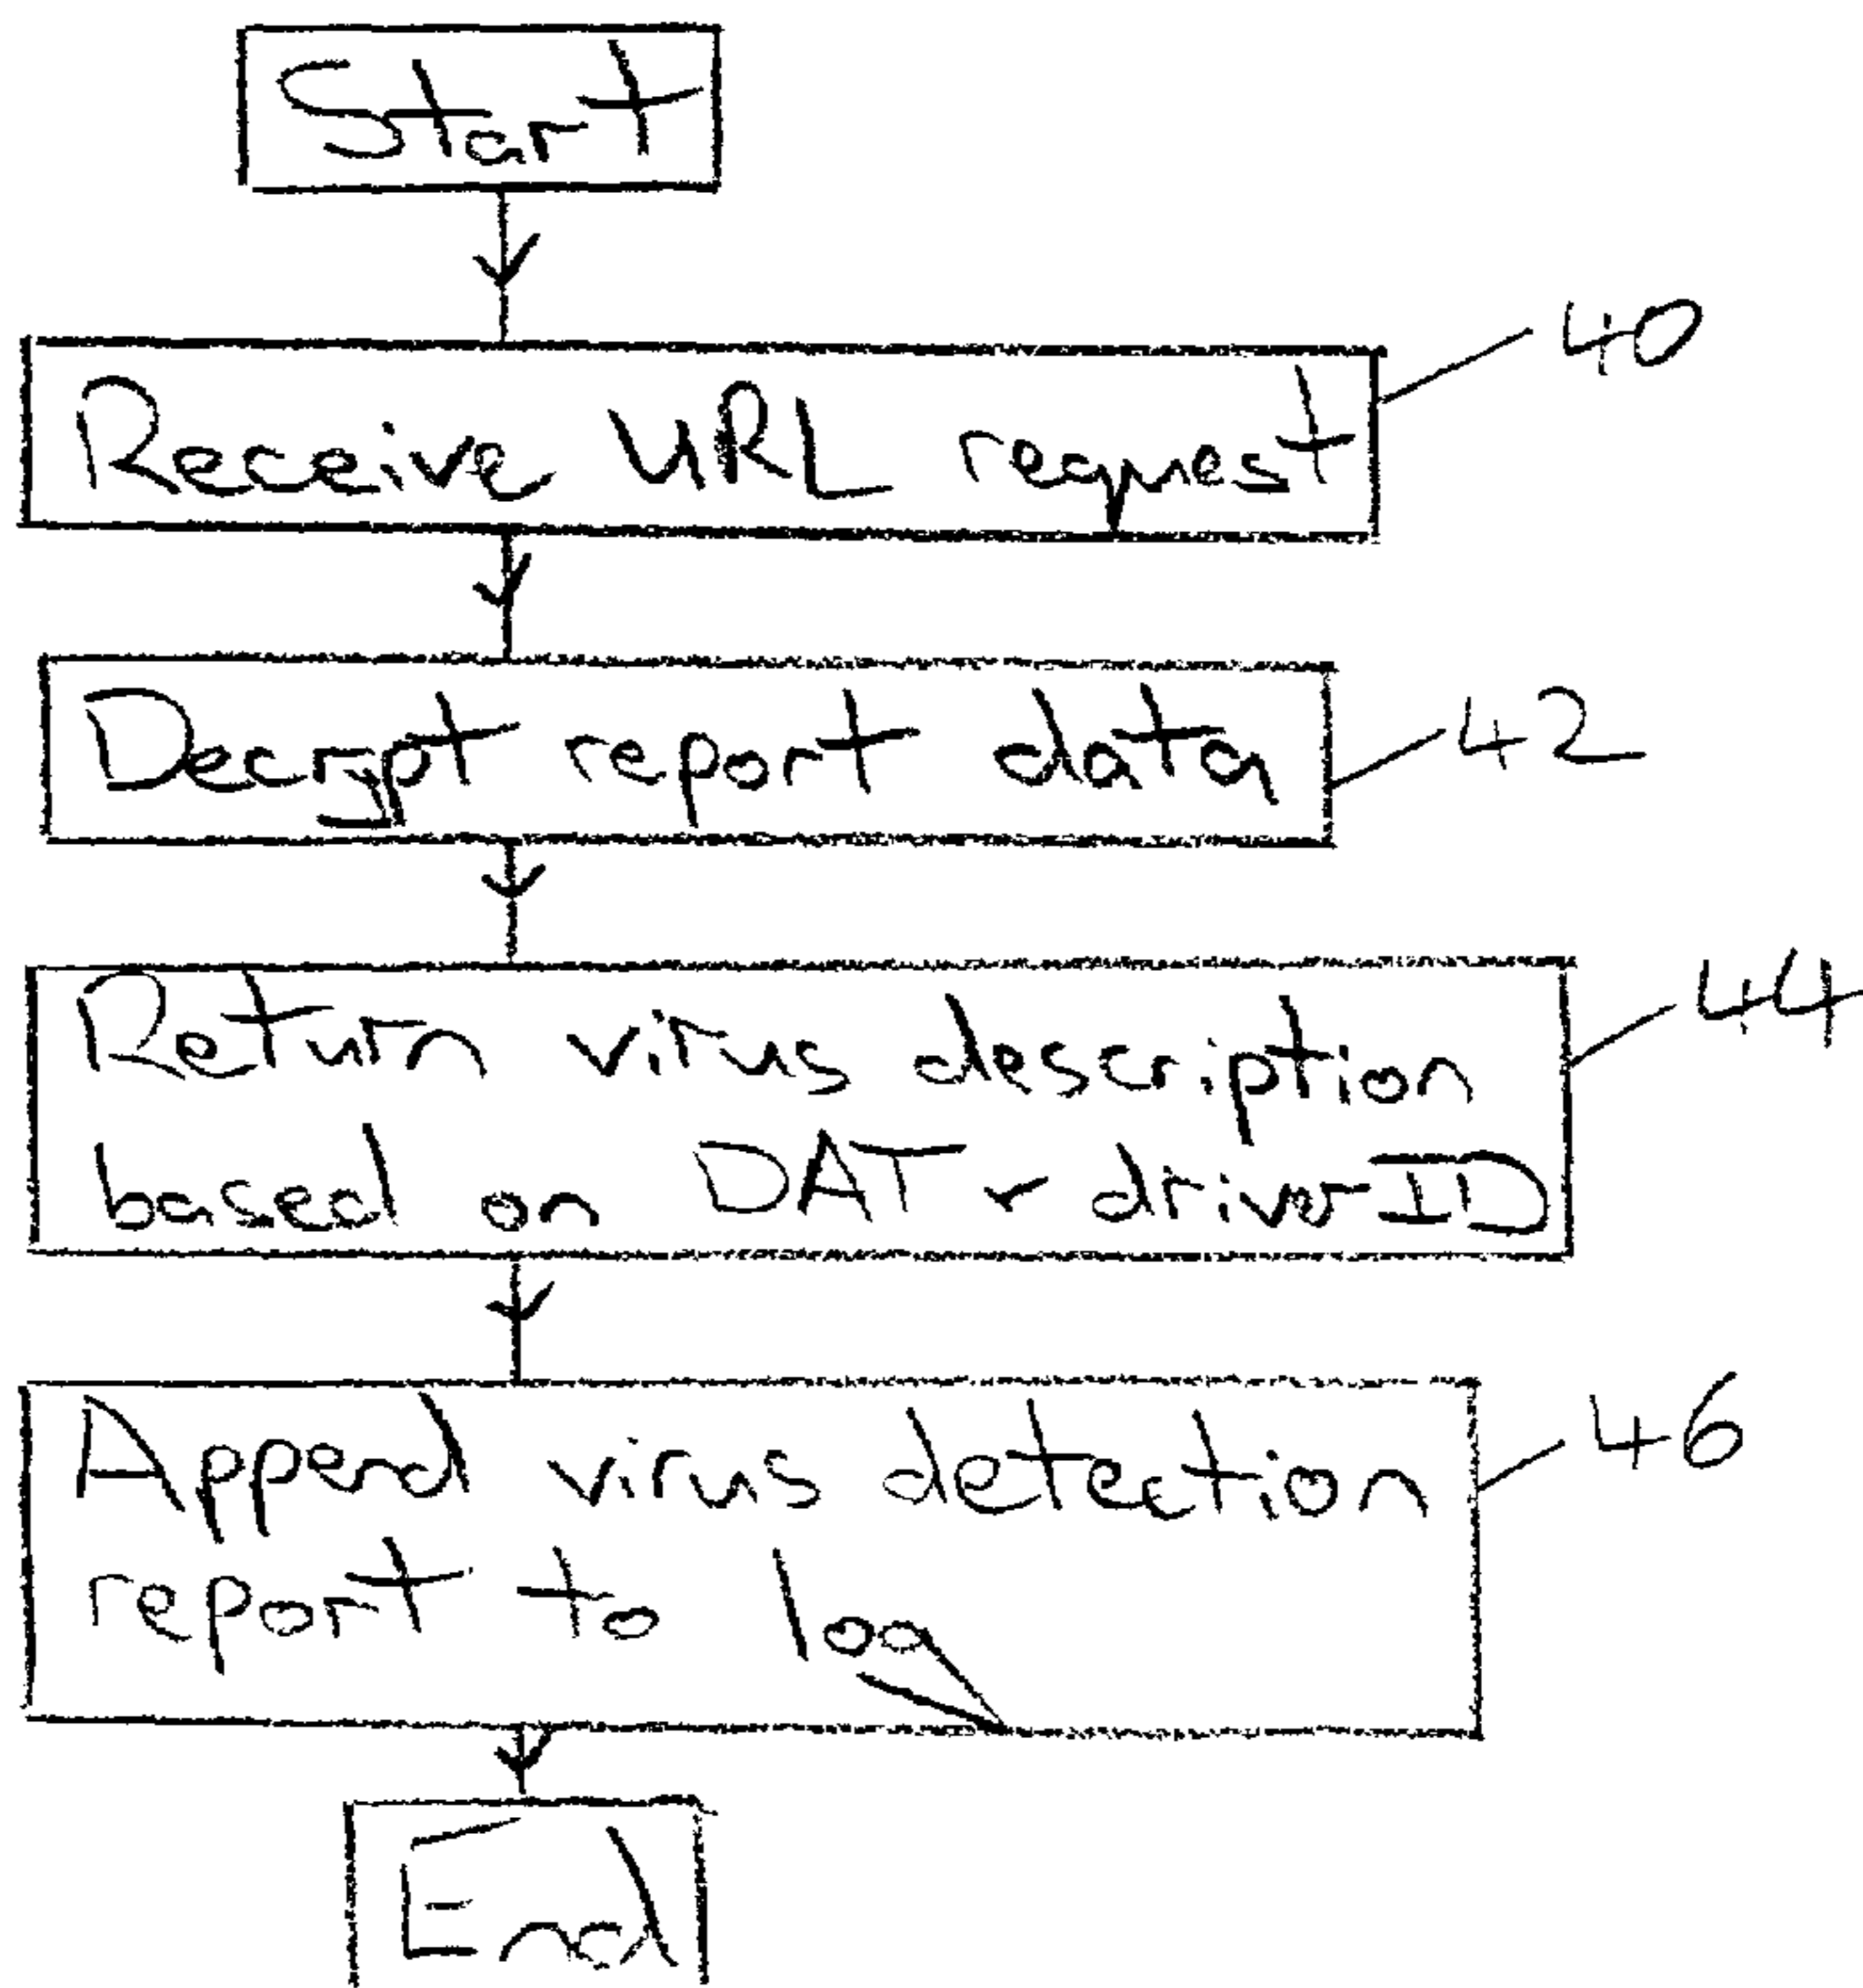 Start
Receive URL request
40
Decrypt report data
42
Return virus description
44
based on DAT + driver ID
Append virus detection
46
report to log
End